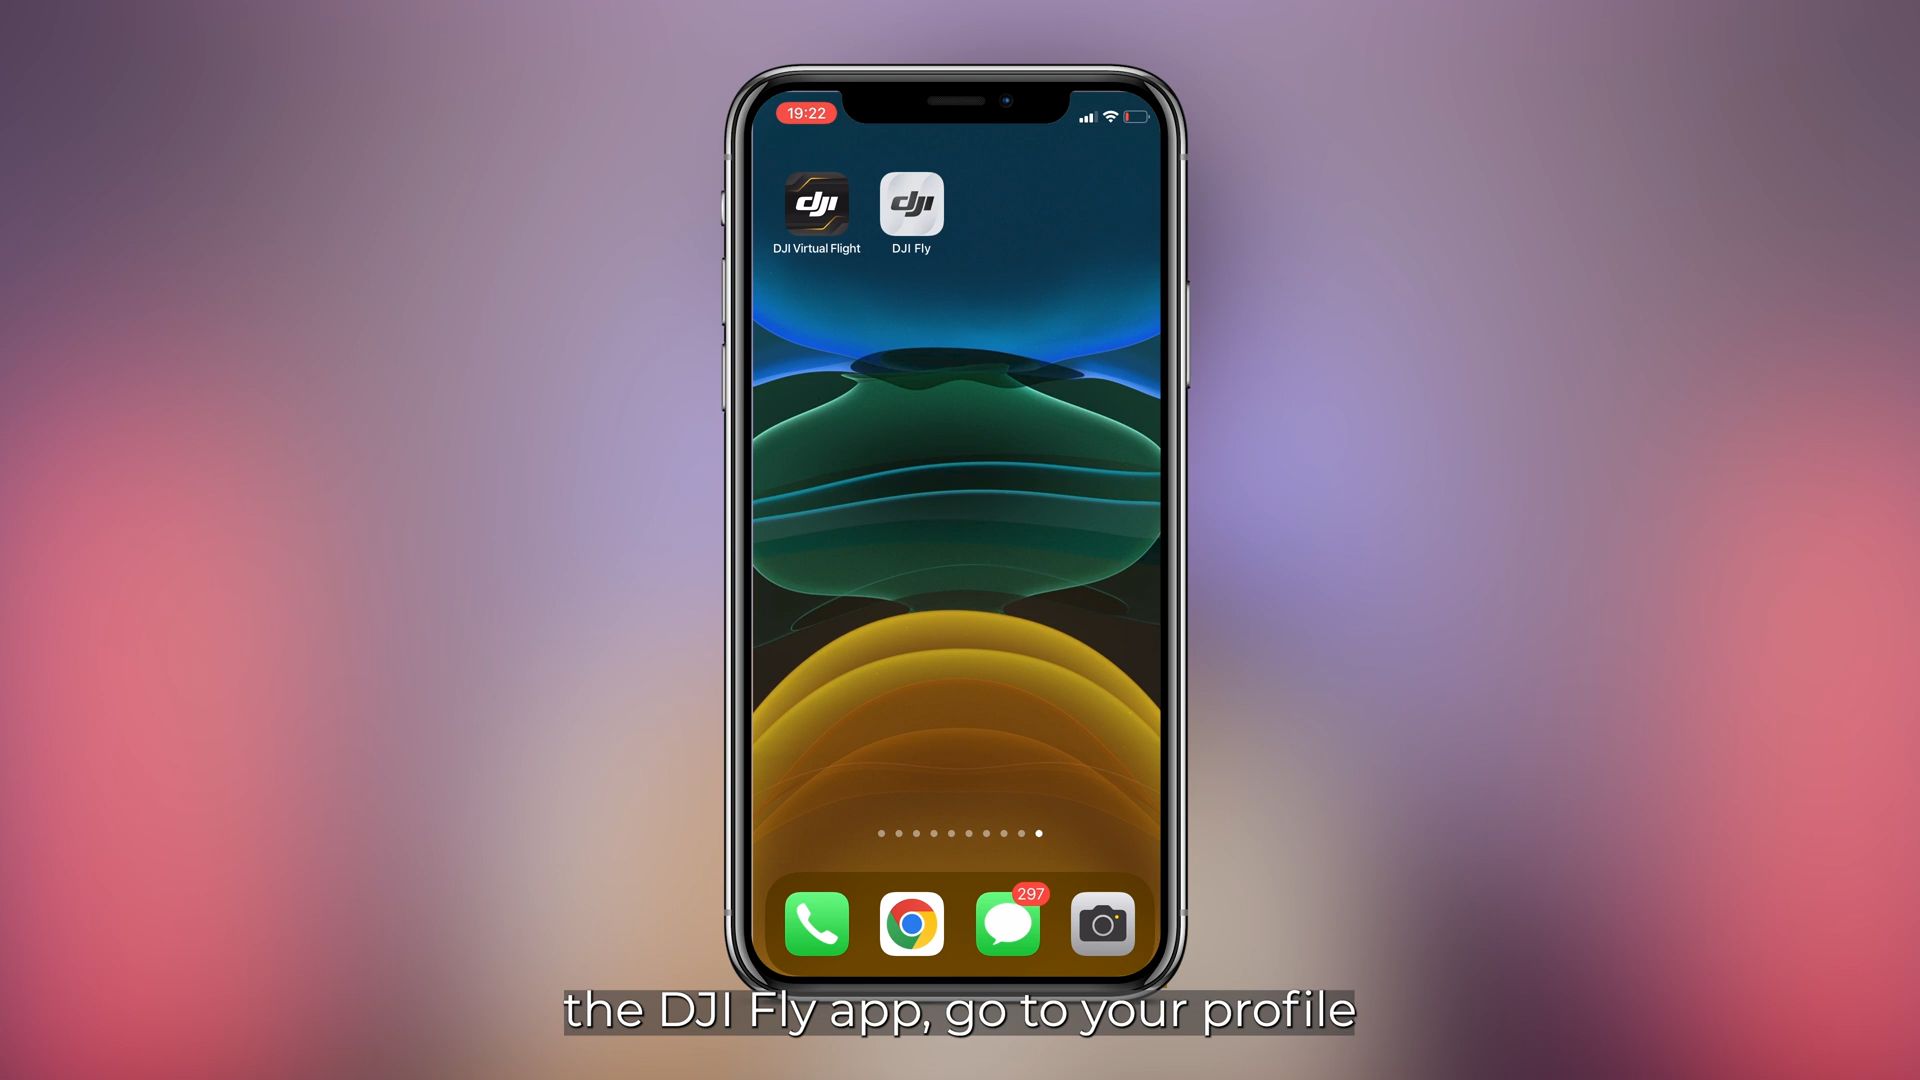 19:22
dji
dji
DJI Virtual Flight
DJI Fly
297
the DJI Fly app, go to your profile